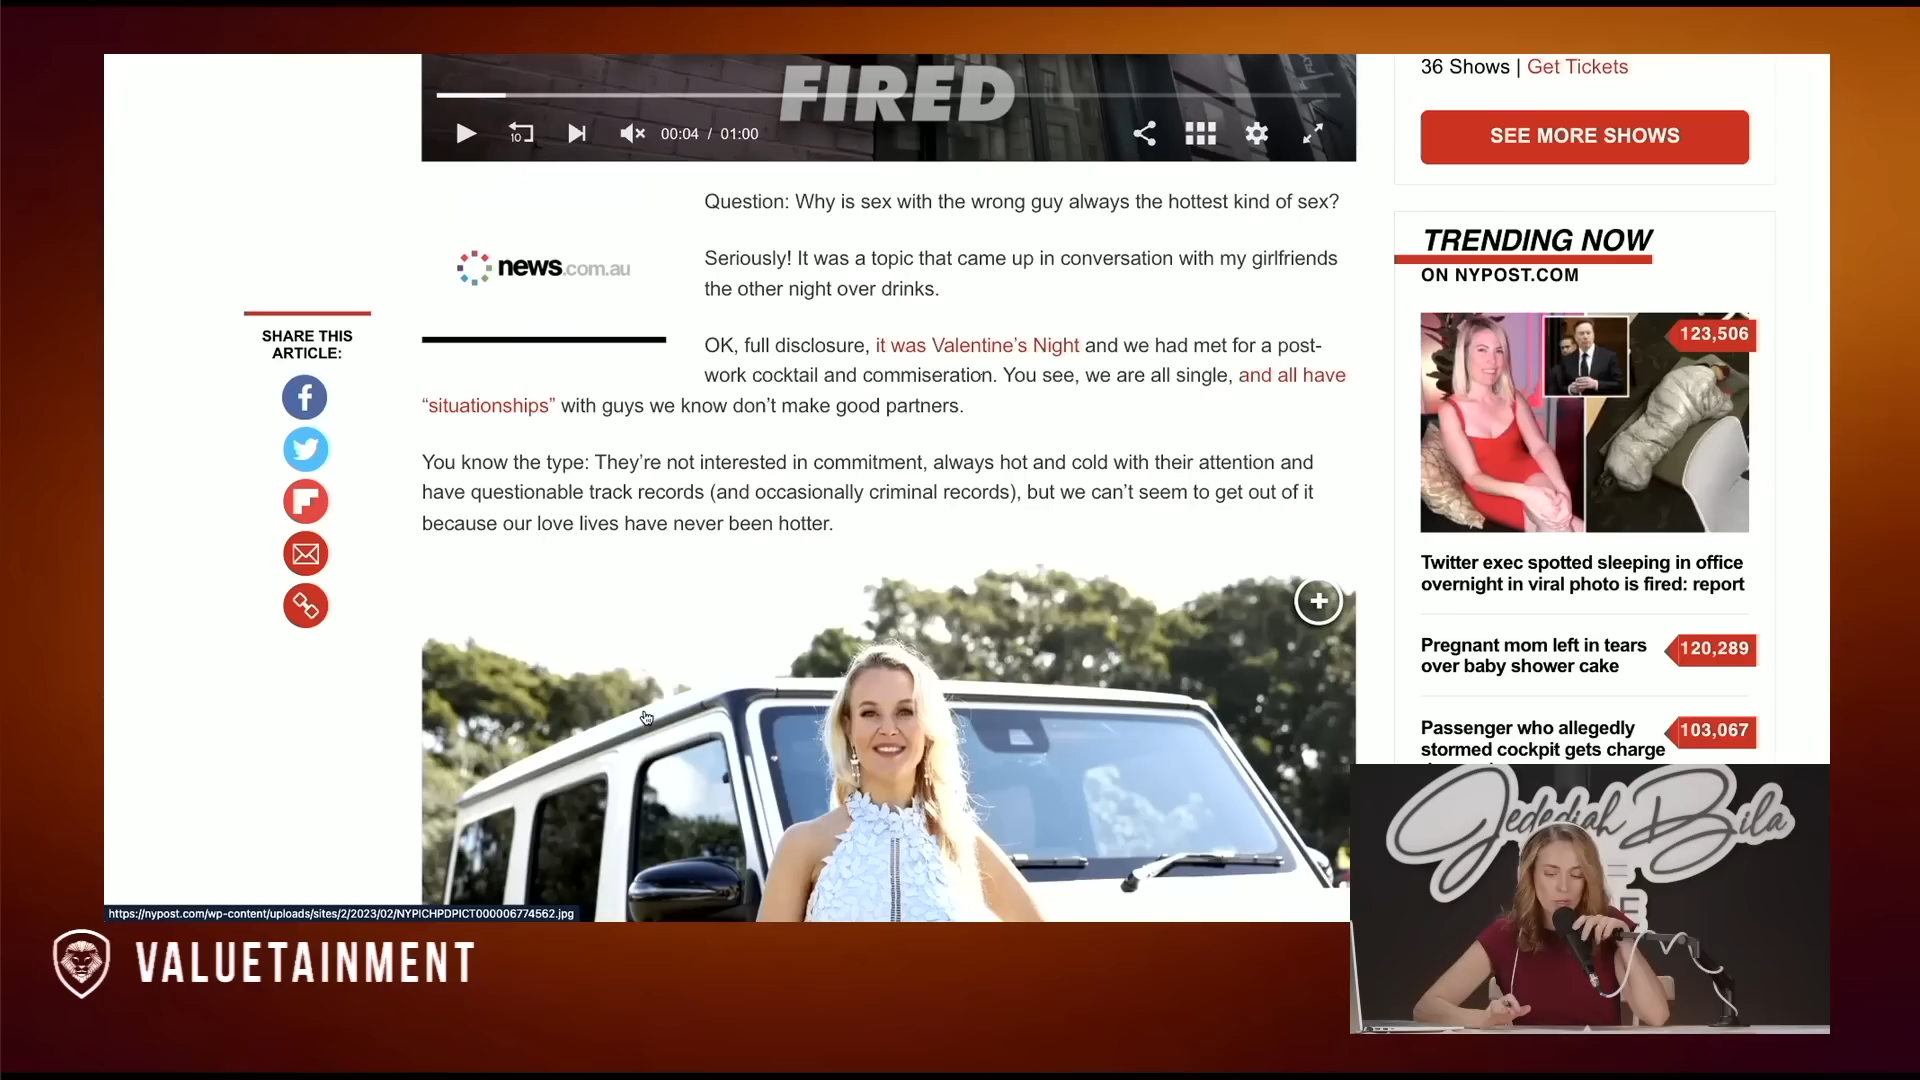 FIRED
10
00:04 / 01:00
36 Shows | Get Tickets
SEE MORE SHOWS
Question: Why is sex with the wrong guy always the hottest kind of sex?
news.com.au
Seriously! It was a topic that came up in conversation with my girlfriends
the other night over drinks.
OK, full disclosure, it was Valentine’s Night and we had met for a post-
work cocktail and commiseration. You see, we are all single, and all have
“situationships” with guys we know don’t make good partners.
You know the type: They’re not interested in commitment, always hot and cold with their attention and
have questionable track records (and occasionally criminal records), but we can’t seem to get out of it
because our love lives have never been hotter.
SHARE THIS
ARTICLE:
TRENDING NOW
ON NYPOST.COM
123,506
Twitter exec spotted sleeping in office
overnight in viral photo is fired: report
Pregnant mom left in tears
over baby shower cake
120,289
Passenger who allegedly
stormed cockpit gets charge
103,067
https://nypost.com/wp-content/uploads/sites/2/2023/02/NYPICHPDPICT000006774562.jpg
VALUETAINMENT
Jedediah Bila